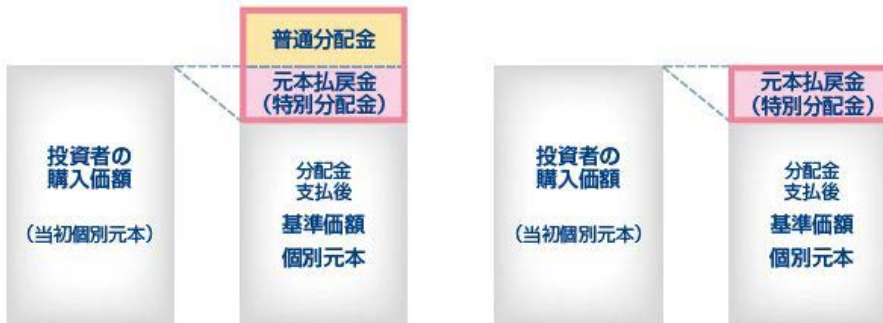 普通分配金
元本払戻金
(特別分配金)
投資者の
購入価額
(当初個別元本)
分配金
支払後
基準価額
個別元本
元本払戻金
(特別分配金)
投資者の
購入価額
(当初個別元本)
分配金
支払後
基準価額
個別元本